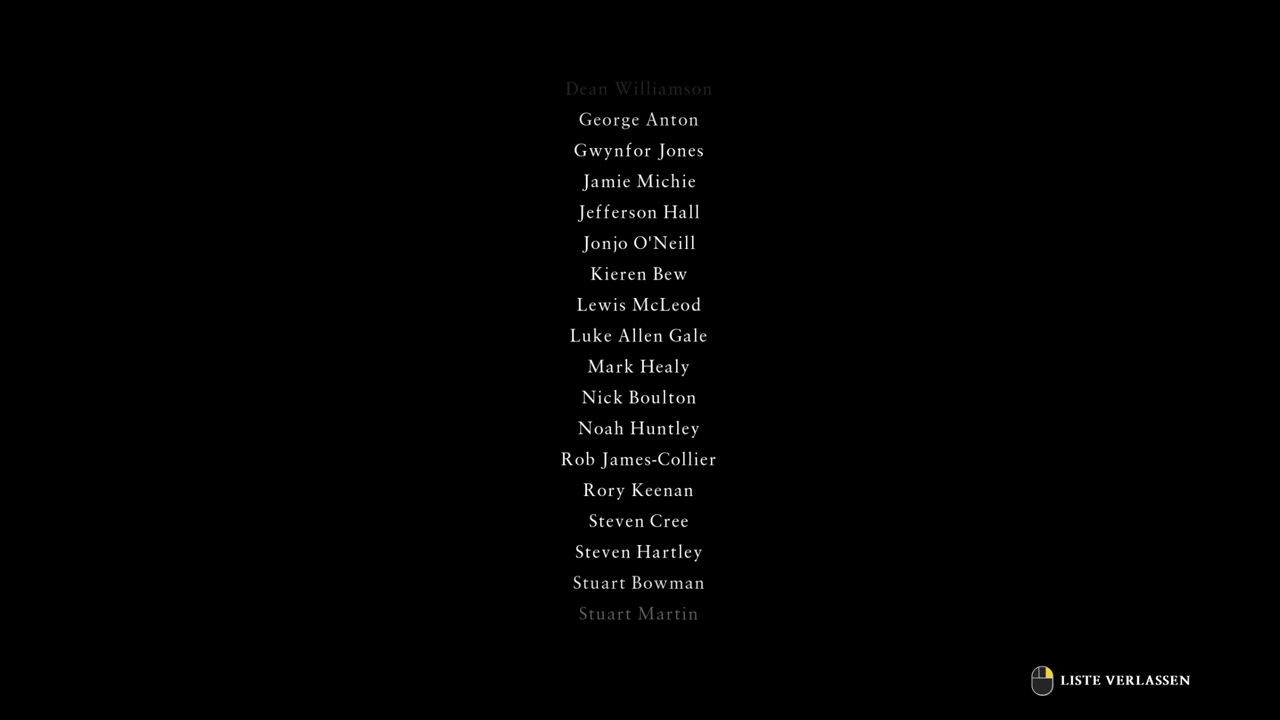 Dean Williamson
George Anton
Gwynfor Jones
Jamie Michie
Jefferson Hall
Jonjo O'Neill
Kieren Bew
Lewis McLeod
Luke Allen Gale
Mark Healy
Nick Boulton
Noah Huntley
Rob James-Collier
Rory Keenan
Steven Cree
Steven Hartley
Stuart Bowman
Stuart Martin
LISTE VERLASSEN